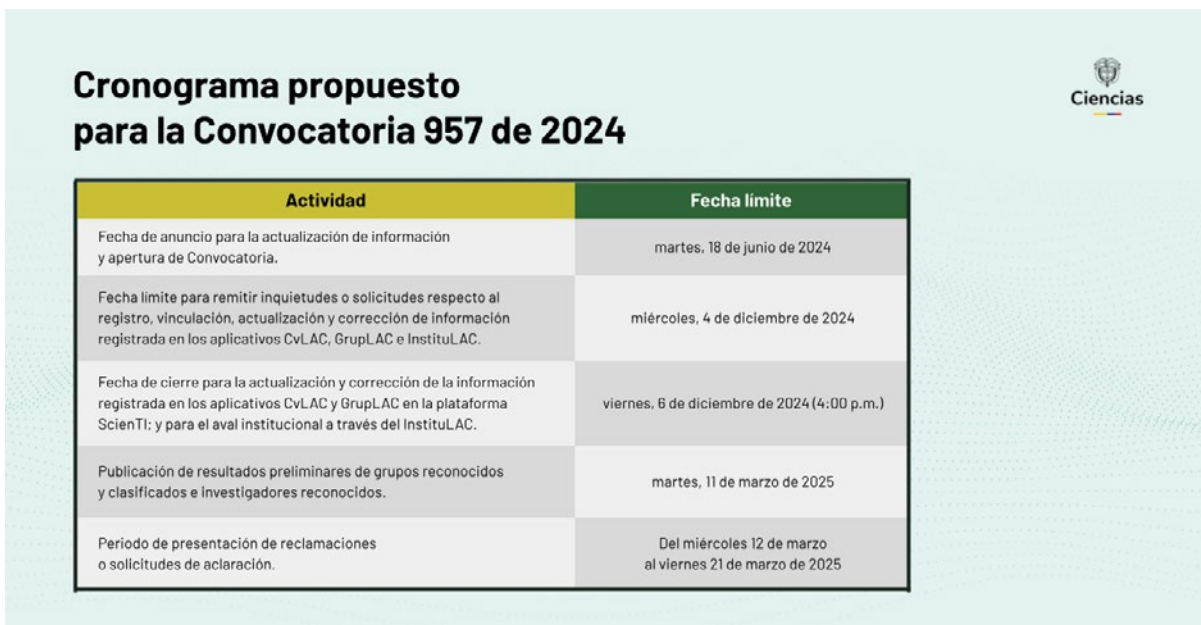 Cronograma propuesto
para la Convocatoria 957 de 2024
Ciencias
Actividad
Fecha límite
Fecha de anuncio para la actualización de información
y apertura de Convocatoria.
martes, 18 de junio de 2024
Fecha límite para remitir inquietudes o solicitudes respecto al
registro, vinculación, actualización y corrección de información
registrada en los aplicativos CvLAC, GrupLAC e InstituLAC.
miércoles, 4 de diciembre de 2024
Fecha de cierre para la actualización y corrección de la información
registrada en los aplicativos CvLAC y GrupLAC en la plataforma
ScienTI; y para el aval institucional a través del InstituLAC.
viernes, 6 de diciembre de 2024 (4:00 p.m.)
Publicación de resultados preliminares de grupos reconocidos
y clasificados e Investigadores reconocidos.
martes, 11 de marzo de 2025
Periodo de presentación de reclamaciones
o solicitudes de aclaración.
Del miércoles 12 de marzo
al viernes 21 de marzo de 2025